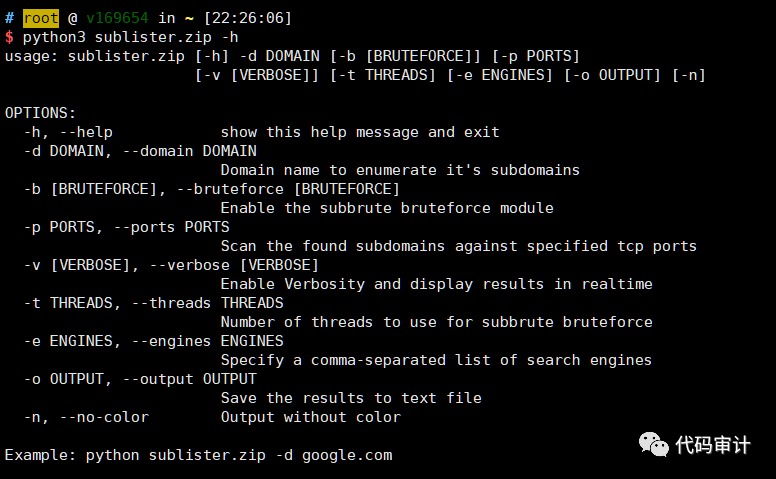 # root @ v169654 in ~ [22:26:06]
$ python3 sublister.zip -h
usage: sublister.zip [-h] -d DOMAIN [-b [BRUTEFORCE]] [-p PORTS]
                     [-v [VERBOSE]] [-t THREADS] [-e ENGINES] [-o OUTPUT] [-n]

OPTIONS:
  -h, --help            show this help message and exit
  -d DOMAIN, --domain DOMAIN
                        Domain name to enumerate it's subdomains
  -b [BRUTEFORCE], --bruteforce [BRUTEFORCE]
                        Enable the subbrute bruteforce module
  -p PORTS, --ports PORTS
                        Scan the found subdomains against specified tcp ports
  -v [VERBOSE], --verbose [VERBOSE]
                        Enable Verbosity and display results in realtime
  -t THREADS, --threads THREADS
                        Number of threads to use for subbrute bruteforce
  -e ENGINES, --engines ENGINES
                        Specify a comma-separated list of search engines
  -o OUTPUT, --output OUTPUT
                        Save the results to text file
  -n, --no-color        Output without color

代码审计
Example: python sublister.zip -d google.com